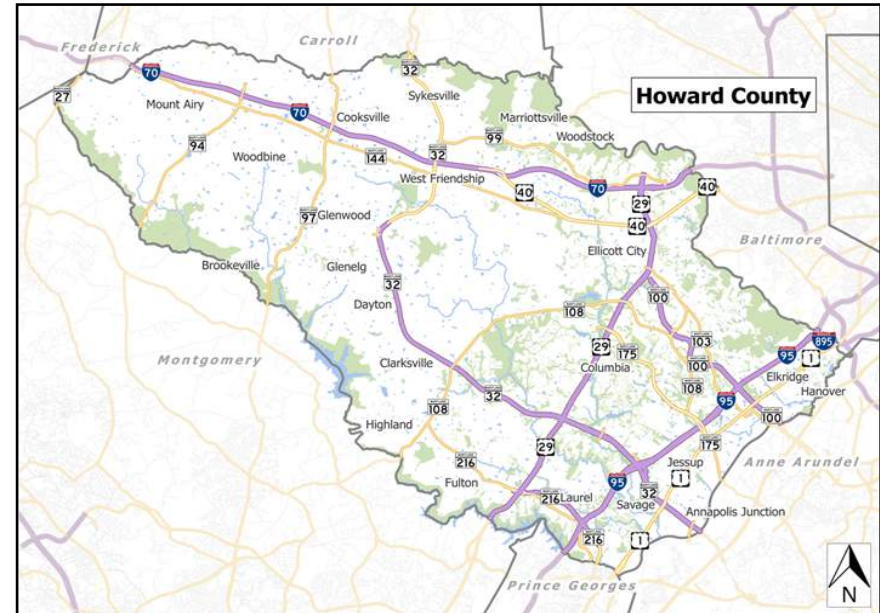 Frederick
Carroll
32
70
27
Mount Airy
70
Sykesville
Howard County
Cooksville
Marriottsville
94
Woodbine
144
32
99
Woodstock
West Friendship
40
70
40
29
97
Glenwood
40
Baltimore
Ellicott City
Brookeville
Glenelg
32
100
Dayton
108
103
895
29
175
95
1
Montgomery
Clarksville
Columbia
100
Elkridge
32
108
Hanover
95
108
100
Highland
29
175
216
Jessup
Anne Arundel
Fulton
95
1
216
Laurel
32
Savage
Annapolis Junction
216
1
Prince Georges
N